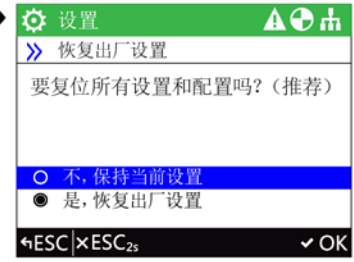 设置
恢复出厂设置
要复位所有设置和配置吗?(推荐)
不,保持当前设置
是,恢复出厂设置
ESC ×ESC2s ✔OK